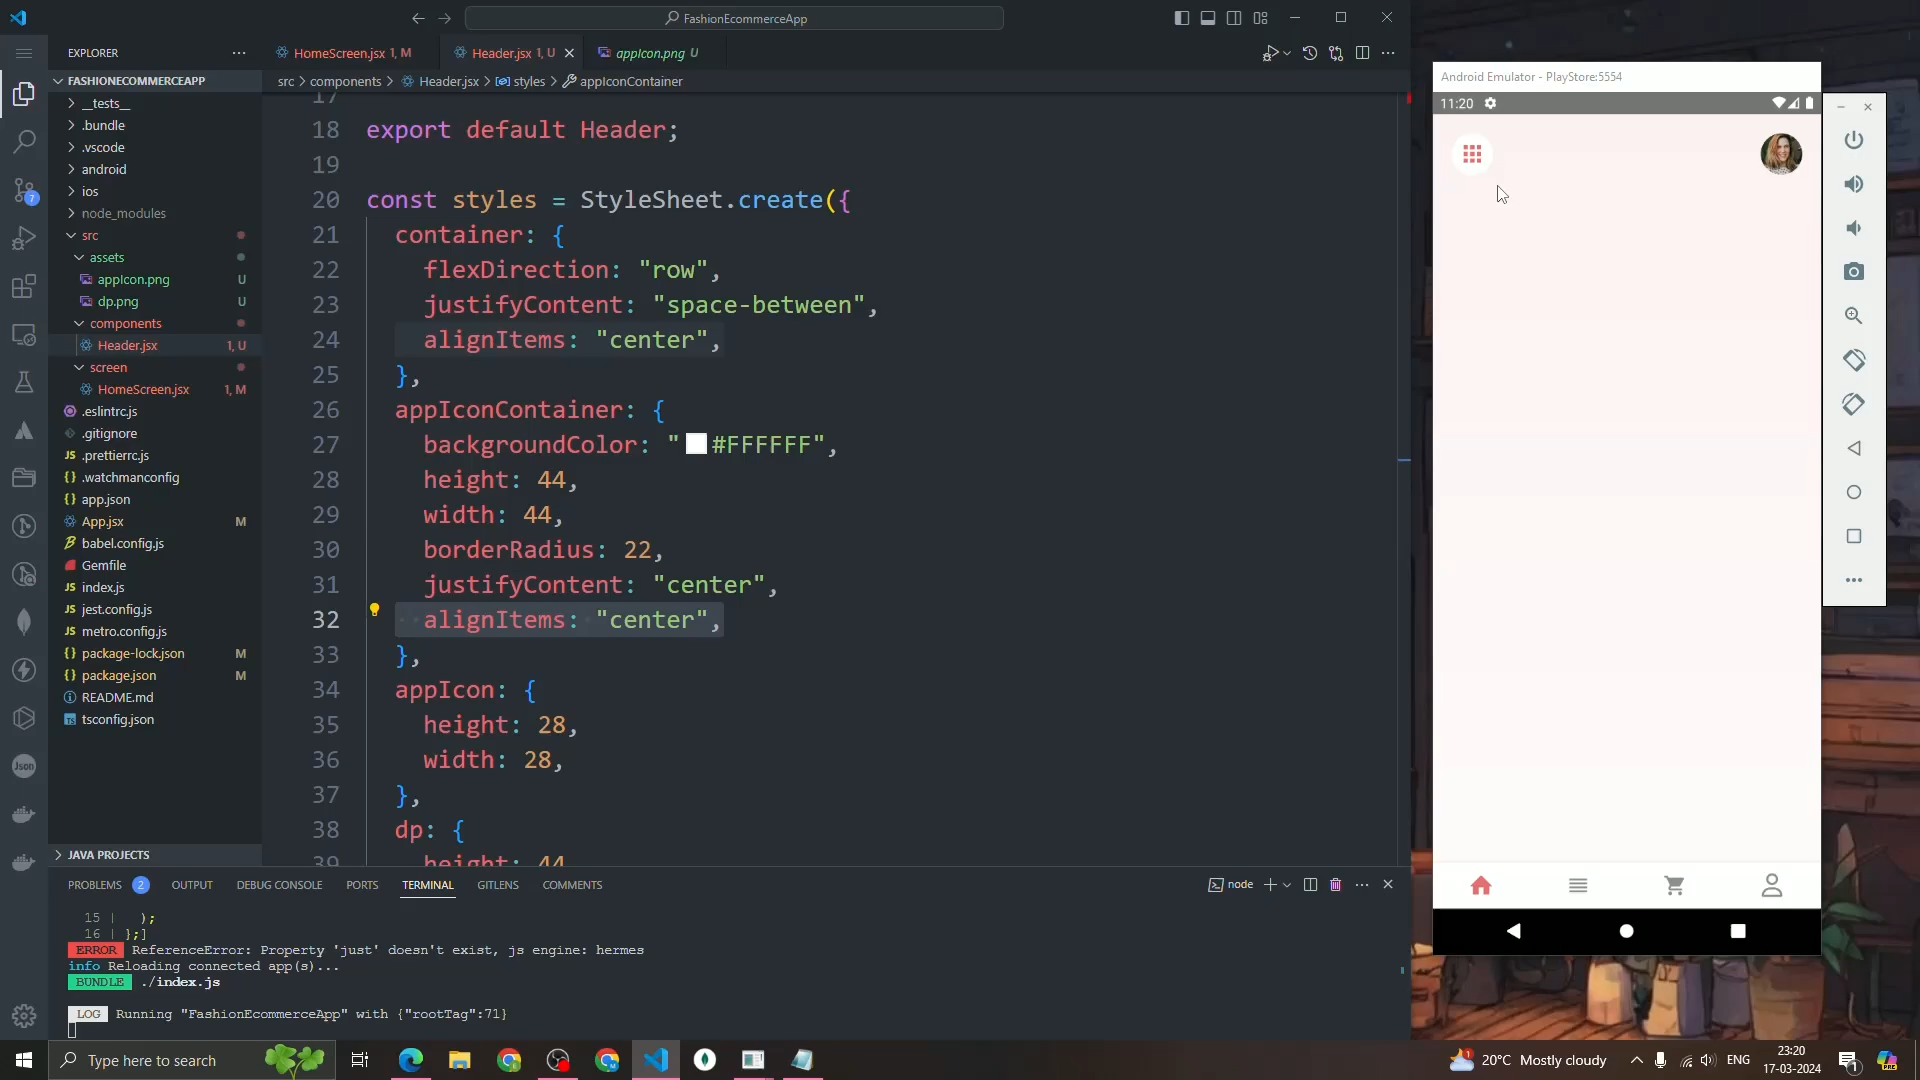 FashionEcommerceApp
EXPLORER
HomeScreen.jsx 1, M
Header.jsx 1, U
appIcon.png U
FASHIONECOMMERCEAPP
src > components > Header.jsx > styles > appIconContainer
__tests__
.bundle
.vscode
android
ios
node_modules
src
assets
appIcon.png U
dp.png U
components
Header.jsx 1, U
screen
HomeScreen.jsx 1, M
.eslintrc.js
.gitignore
.prettierrc.js
.watchmanconfig
app.json
App.jsx M
babel.config.js
Gemfile
index.js
jest.config.js
metro.config.js
package-lock.json M
package.json M
README.md
tsconfig.json
JAVA PROJECTS
7
Json
17
18 export default Header;
19
20 const styles = StyleSheet.create({
21 container: {
22 flexDirection: "row",
23 justifyContent: "space-between",
24 alignItems: "center",
25 },
26 appIconContainer: {
27 backgroundColor: "#FFFFFF",
28 height: 44,
29 width: 44,
30 borderRadius: 22,
31 justifyContent: "center",
32 alignItems: "center",
33 },
34 appIcon: {
35 height: 28,
36 width: 28,
37 },
38 dp: {
39 height: 44
PROBLEMS 2 OUTPUT DEBUG CONSOLE PORTS TERMINAL GITLENS COMMENTS
node
15 | );
16 | };]
ERROR ReferenceError: Property 'just' doesn't exist, js engine: hermes
info Reloading connected app(s)...
BUNDLE ./index.js
LOG Running "FashionEcommerceApp" with {"rootTag":71}
Android Emulator - PlayStore:5554
11:20
Type here to search
20°C Mostly cloudy
ENG
23:20
17-03-2024
1